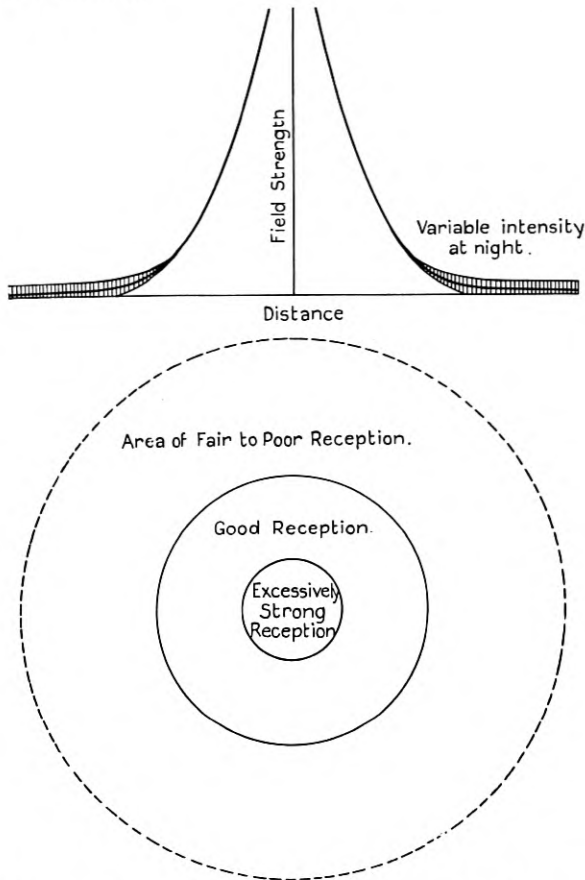 Field Strength
Variable intensity
at night.
Distance
Area of Fair to Poor Reception.
Good Reception.
Excessively
Strong
Reception